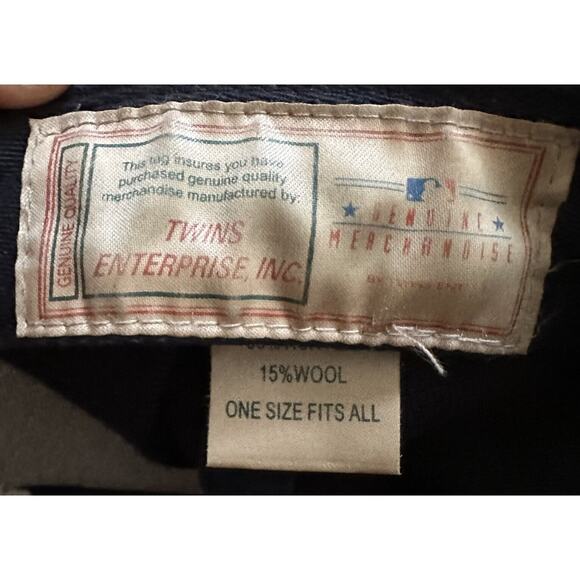 GENUINE QUALITY
This tag insures you have
purchased genuine quality
merchandise manufactured by:
TWINS
ENTERPRISE, INC.
GENUINE
MERCHANDISE
15%WOOL
ONE SIZE FITS ALL